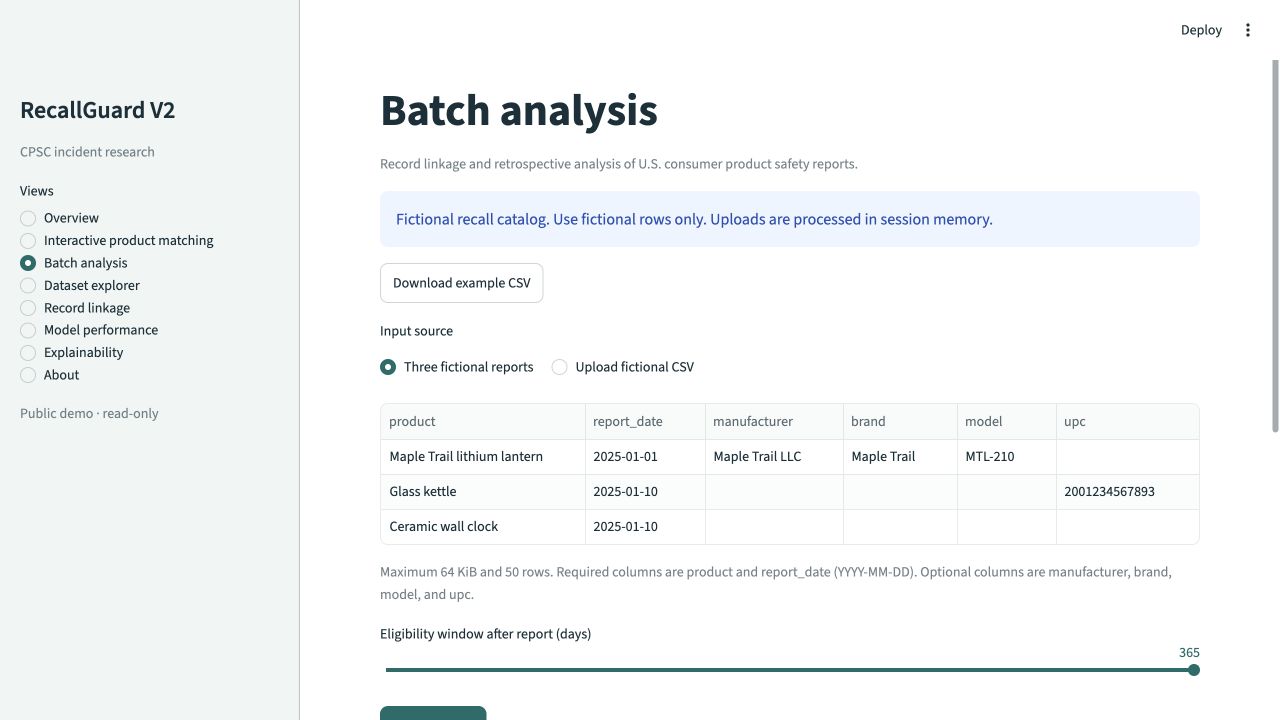 Deploy
RecallGuard V2
CPSC incident research
Views
Overview
Interactive product matching
Batch analysis
Dataset explorer
Record linkage
Model performance
Explainability
About
Public demo · read-only
Batch analysis
Record linkage and retrospective analysis of U.S. consumer product safety reports.
Fictional recall catalog. Use fictional rows only. Uploads are processed in session memory.
Download example CSV
Input source
Three fictional reports Upload fictional CSV
product report_date manufacturer brand model upc
Maple Trail lithium lantern 2025-01-01 Maple Trail LLC Maple Trail MTL-210
Glass kettle 2025-01-10 2001234567893
Ceramic wall clock 2025-01-10
Maximum 64 KiB and 50 rows. Required columns are product and report_date (YYYY-MM-DD). Optional columns are manufacturer, brand,
model, and upc.
Eligibility window after report (days)
365